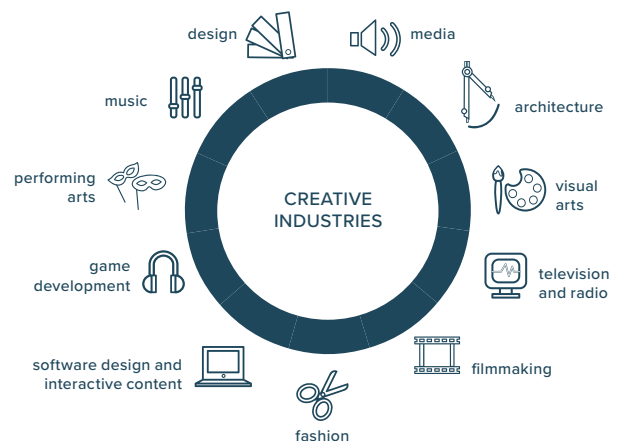 design
media
music
architecture
performing
arts
visual
arts
CREATIVE
INDUSTRIES
game
development
television
and radio
software design and
interactive content
filmmaking
fashion